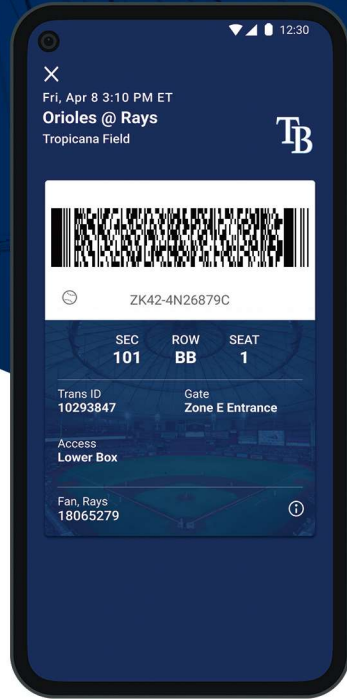 12:30
Fri, Apr 8 3:10 PM ET
Orioles @ Rays
Tropicana Field
TB
ZK42-4N26879C
SEC ROW SEAT
101 BB 1
Trans ID Gate
10293847 Zone E Entrance
Access
Lower Box
Fan, Rays
18065279